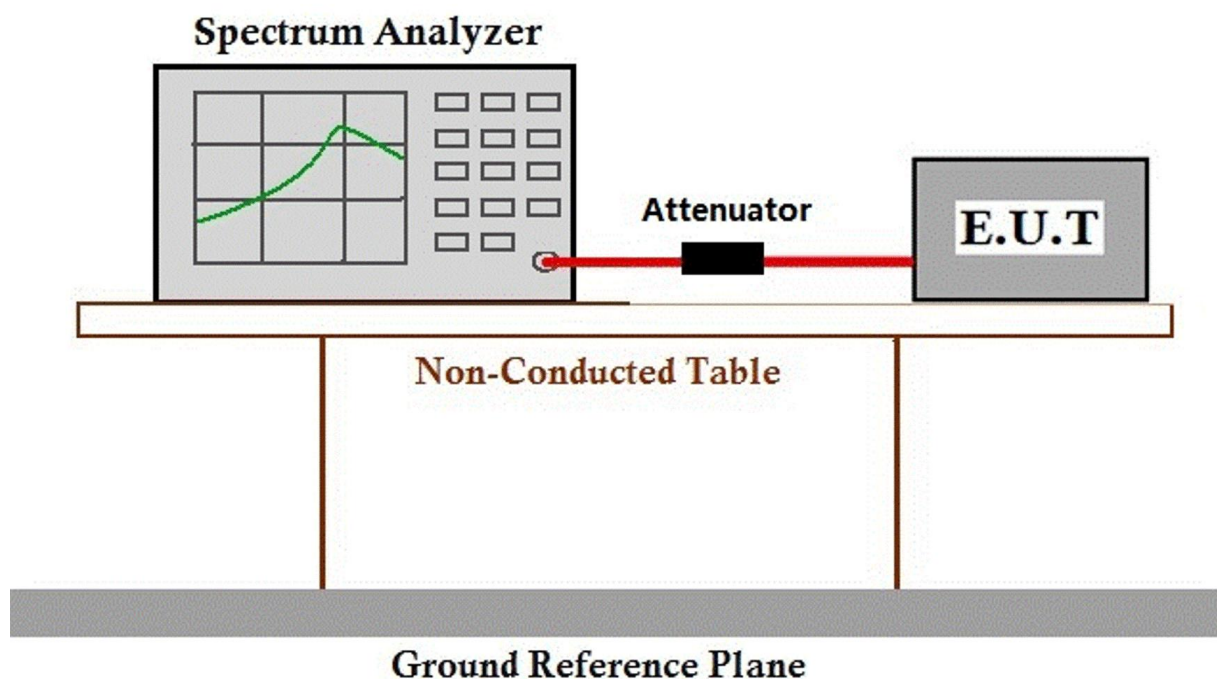 Spectrum Analyzer
Attenuator
E.U.T
Non-Conducted Table
Ground Reference Plane